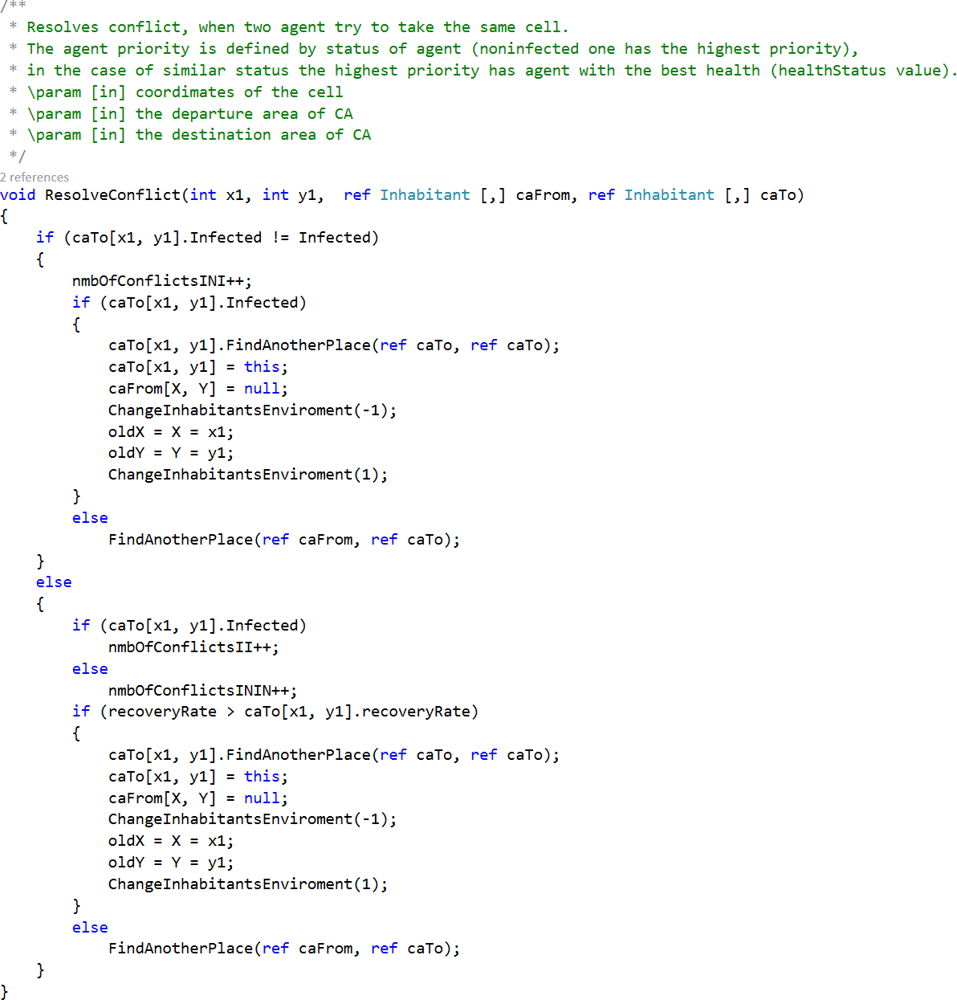 /**
 * Resolves conflict, when two agent try to take the same cell.
 * The agent priority is defined by status of agent (noninfected one has the highest priority),
 * in the case of similar status the highest priority has agent with the best health (healthStatus value).
 * \param [in] coordimates of the cell
 * \param [in] the departure area of CA
 * \param [in] the destination area of CA
 */
2 references
void ResolveConflict(int x1, int y1,  ref Inhabitant [,] caFrom, ref Inhabitant [,] caTo)
{
    if (caTo[x1, y1].Infected != Infected)
    {
        nmbOfConflictsINI++;
        if (caTo[x1, y1].Infected)
        {
            caTo[x1, y1].FindAnotherPlace(ref caTo, ref caTo);
            caTo[x1, y1] = this;
            caFrom[X, Y] = null;
            ChangeInhabitantsEnviroment(-1);
            oldX = X = x1;
            oldY = Y = y1;
            ChangeInhabitantsEnviroment(1);
        }
        else
            FindAnotherPlace(ref caFrom, ref caTo);
    }
    else
    {
        if (caTo[x1, y1].Infected)
            nmbOfConflictsII++;
        else
            nmbOfConflictsININ++;
        if (recoveryRate > caTo[x1, y1].recoveryRate)
        {
            caTo[x1, y1].FindAnotherPlace(ref caTo, ref caTo);
            caTo[x1, y1] = this;
            caFrom[X, Y] = null;
            ChangeInhabitantsEnviroment(-1);
            oldX = X = x1;
            oldY = Y = y1;
            ChangeInhabitantsEnviroment(1);
        }
        else
            FindAnotherPlace(ref caFrom, ref caTo);
    }
}